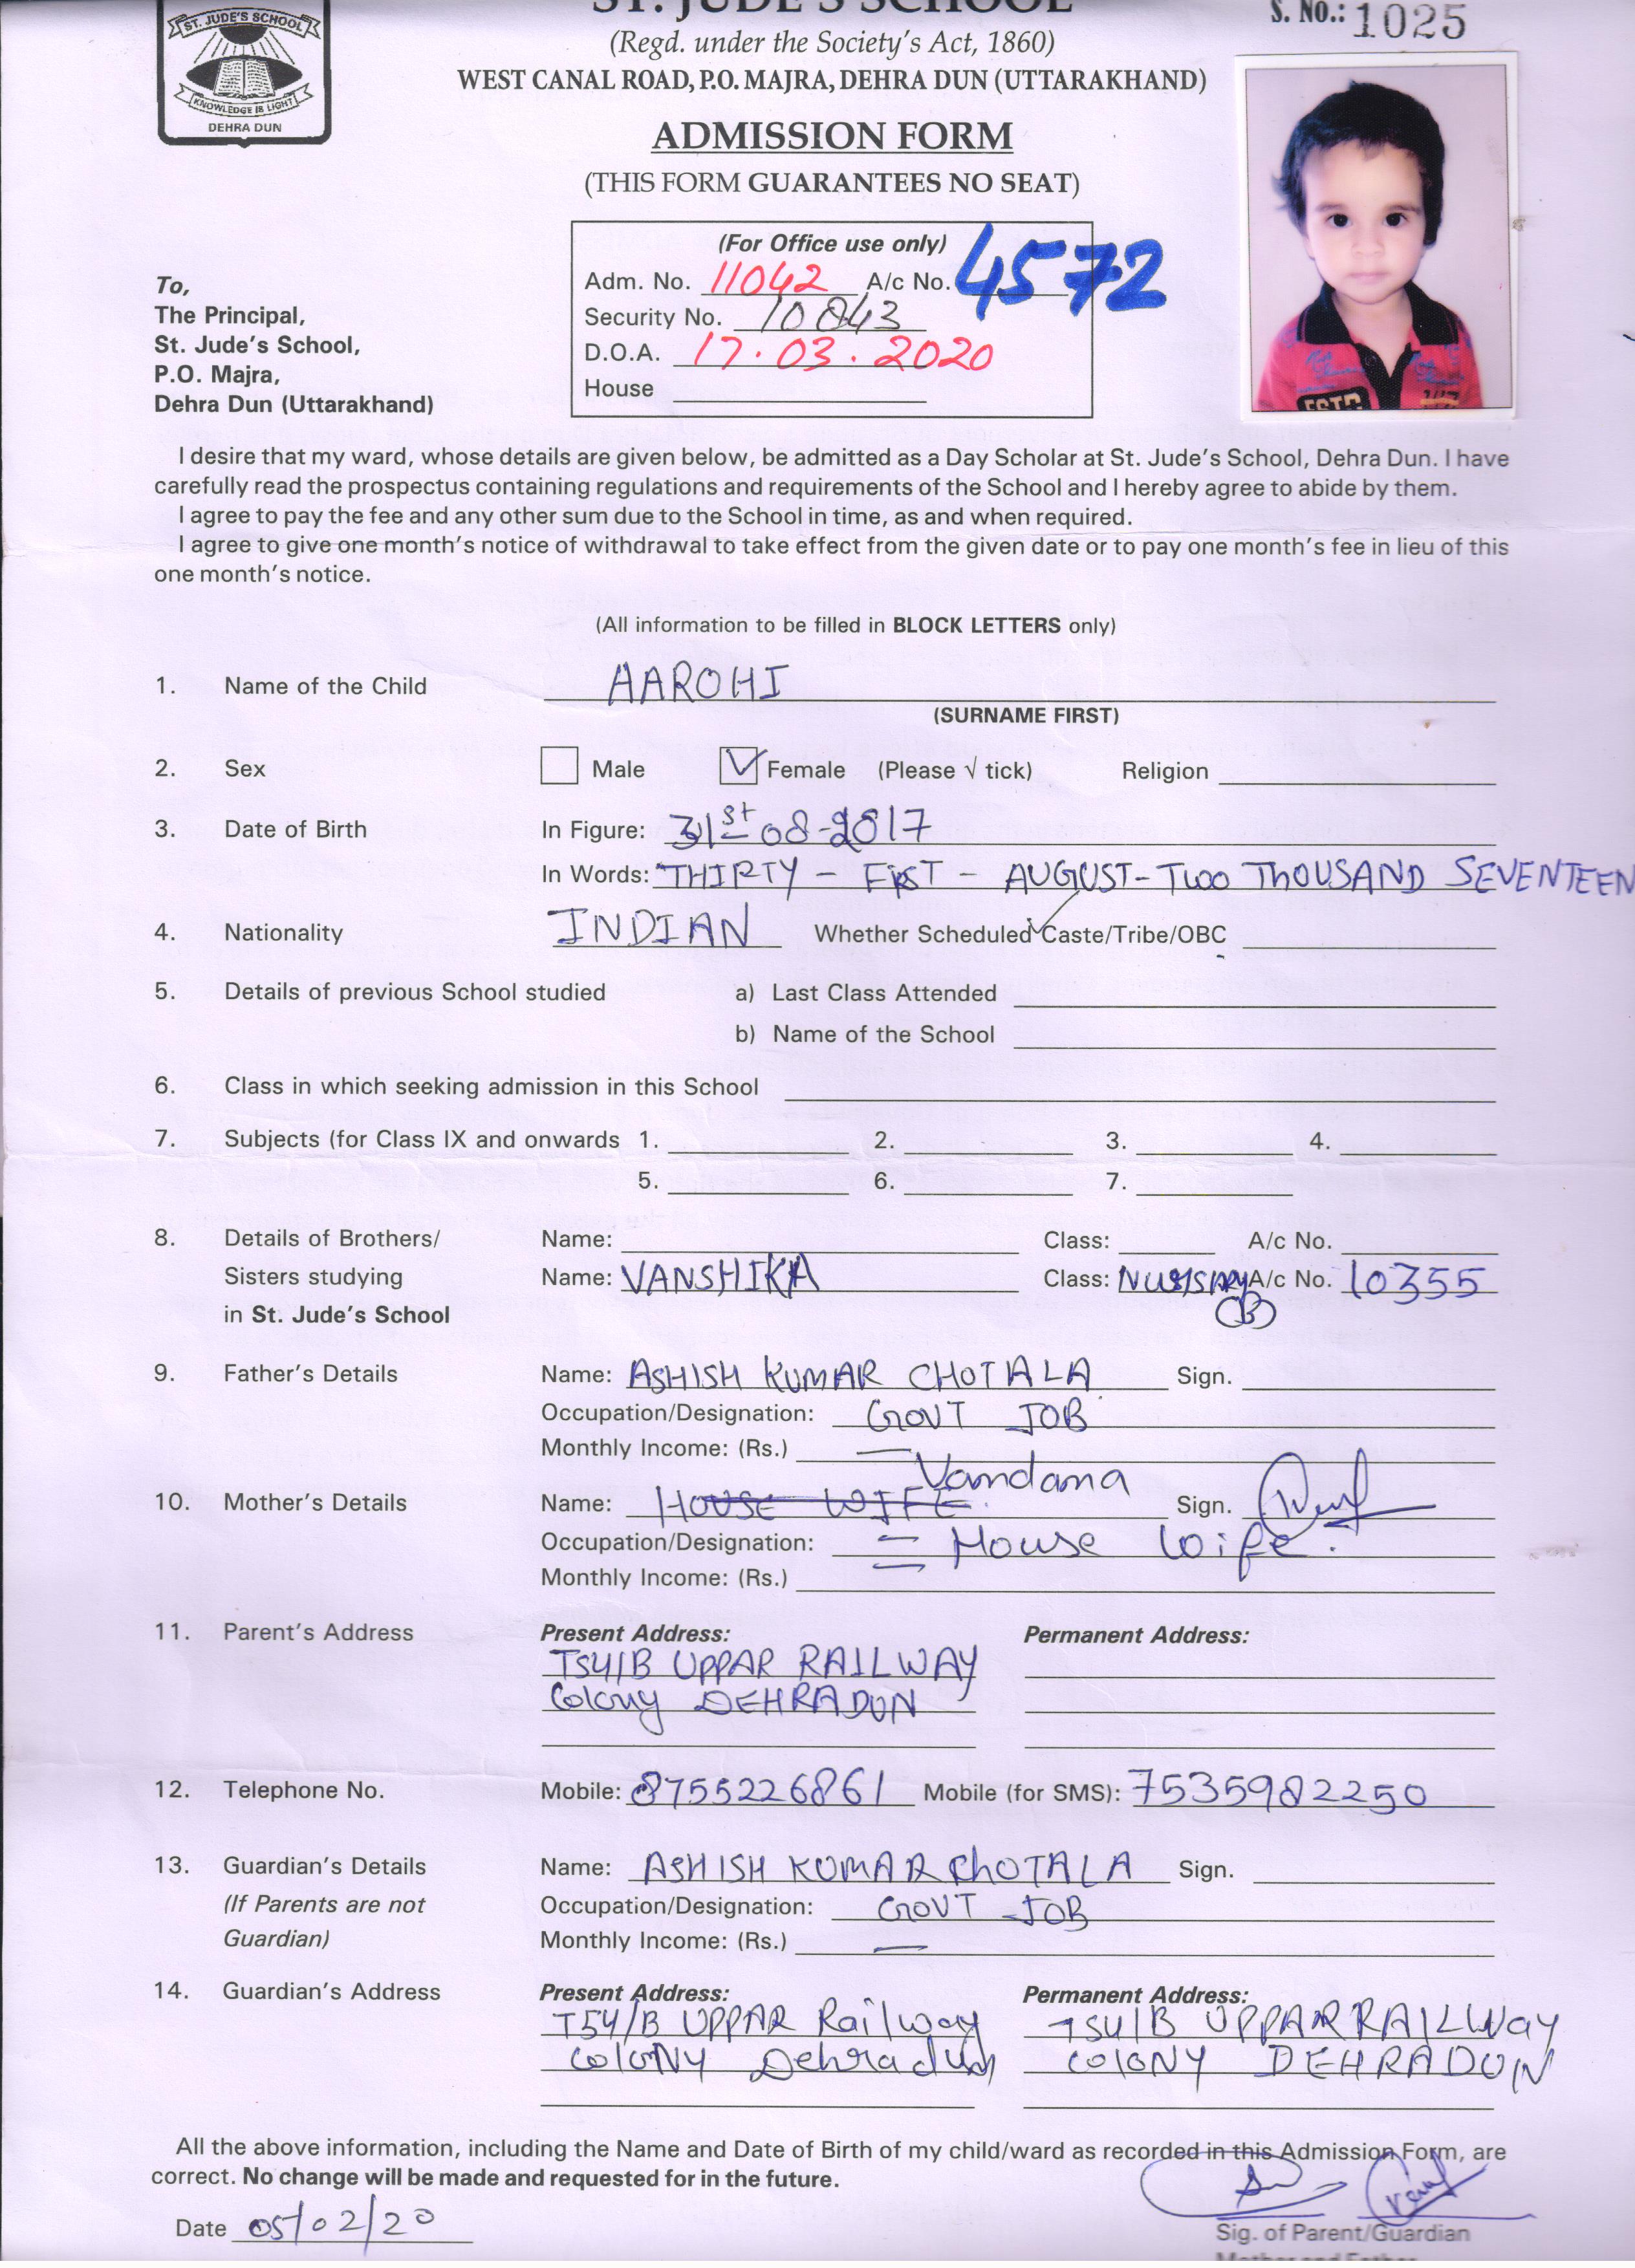 ST. JUDE'S SCHOOL
S. No.: 1025
ST. JUDE'S SCHOOL
KNOWLEDGE IS LIGHT
DEHRA DUN
(Regd. under the Society's Act, 1860)
WEST CANAL ROAD, P.O. MAJRA, DEHRA DUN (UTTARAKHAND)
ADMISSION FORM
(THIS FORM GUARANTEES NO SEAT)
(For Office use only)
Adm. No. 11042 A/c No. 4572
Security No. 10043
D.O.A. 17.03.2020
House
To,
The Principal,
St. Jude's School,
P.O. Majra,
Dehra Dun (Uttarakhand)
ESTD
I desire that my ward, whose details are given below, be admitted as a Day Scholar at St. Jude's School, Dehra Dun. I have
carefully read the prospectus containing regulations and requirements of the School and I hereby agree to abide by them.
I agree to pay the fee and any other sum due to the School in time, as and when required.
I agree to give one month's notice of withdrawal to take effect from the given date or to pay one month's fee in lieu of this
one month's notice.
(All information to be filled in BLOCK LETTERS only)
1. Name of the Child AAROHI
(SURNAME FIRST)
2. Sex Male Female (Please √ tick) Religion
3. Date of Birth In Figure: 31st 08-2017
In Words: THIRTY - FIRST - AUGUST - TWO THOUSAND SEVENTEEN
4. Nationality INDIAN Whether Scheduled Caste/Tribe/OBC
5. Details of previous School studied a) Last Class Attended
b) Name of the School
6. Class in which seeking admission in this School
7. Subjects (for Class IX and onwards 1. 2. 3. 4.
5. 6. 7.
8. Details of Brothers/ Name: Class: A/c No.
Sisters studying Name: VANSHIKA Class: A/c No. 10355
in St. Jude's School (B)
9. Father's Details Name: ASHISH KUMAR CHOTALA Sign.
Occupation/Designation: GOVT JOB
Monthly Income: (Rs.) —
10. Mother's Details Name: HOUSE WIFE Vandana Sign.
Occupation/Designation: = House Wife.
Monthly Income: (Rs.)
11. Parent's Address Present Address: Permanent Address:
T54/B UPPAR RAILWAY
Colony DEHRADUN
12. Telephone No. Mobile: 8755226861 Mobile (for SMS): 7535982250
13. Guardian's Details Name: ASHISH KUMAR ChOTALA Sign.
(If Parents are not Occupation/Designation: GOVT JOB
Guardian) Monthly Income: (Rs.) —
14. Guardian's Address Present Address: Permanent Address:
T54/B UPPAR Railway T54/B UPPAR RAILWay
COLONY Dehradun COLONY DEHRADUN
All the above information, including the Name and Date of Birth of my child/ward as recorded in this Admission Form, are
correct. No change will be made and requested for in the future.
Date 05/02/20
Sig. of Parent/Guardian
Mother and Father